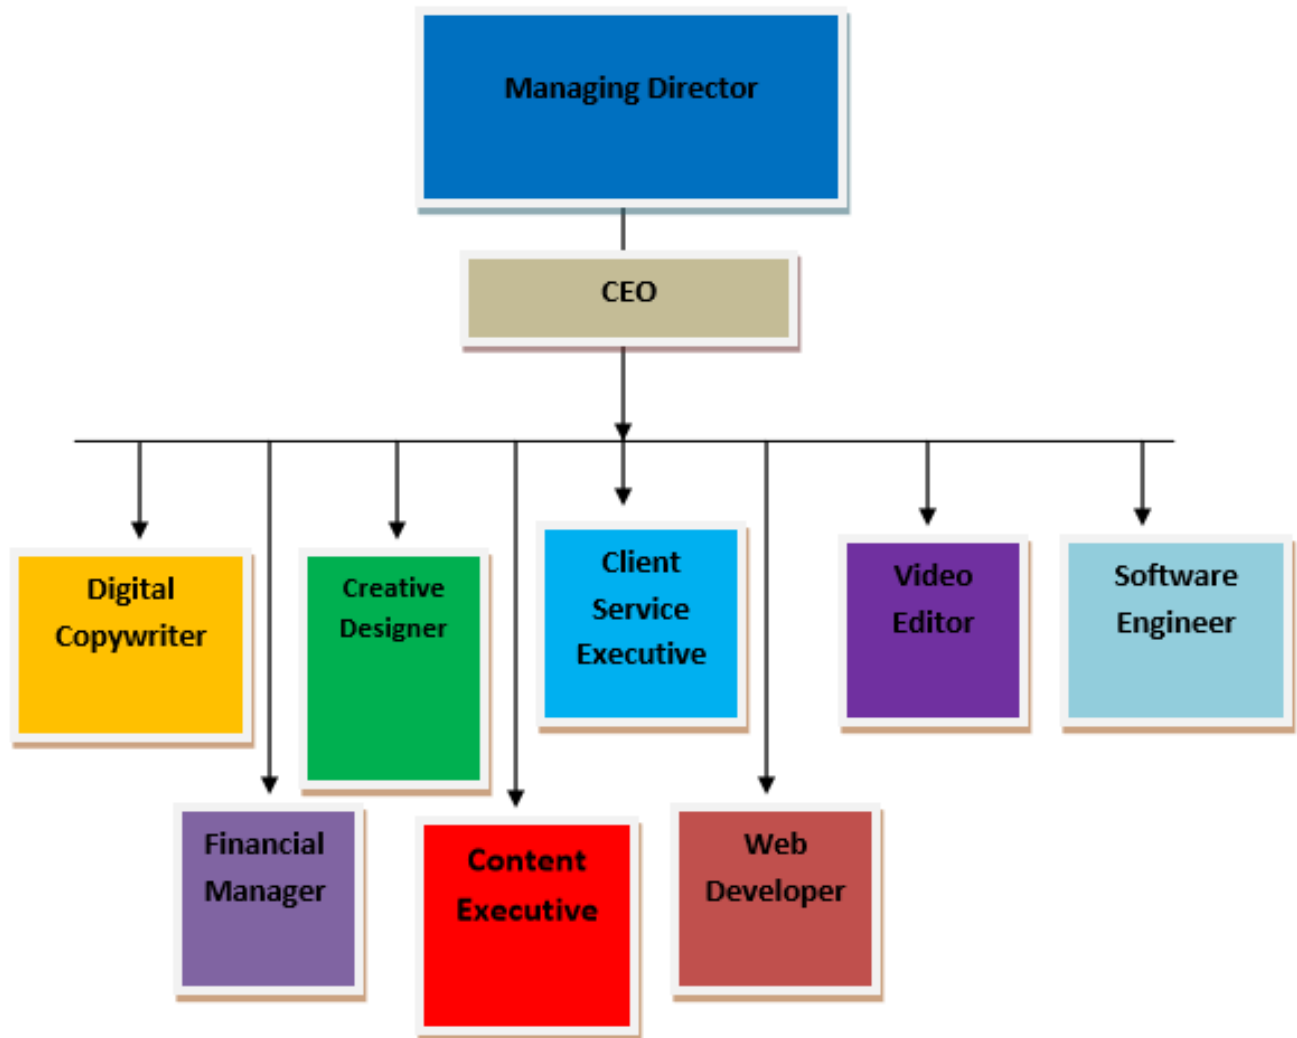 Managing Director
CEO
Digital
Copywriter
Creative
Designer
Client
Service
Executive
Video
Editor
Software
Engineer
Financial
Manager
Content
Executive
Web
Developer